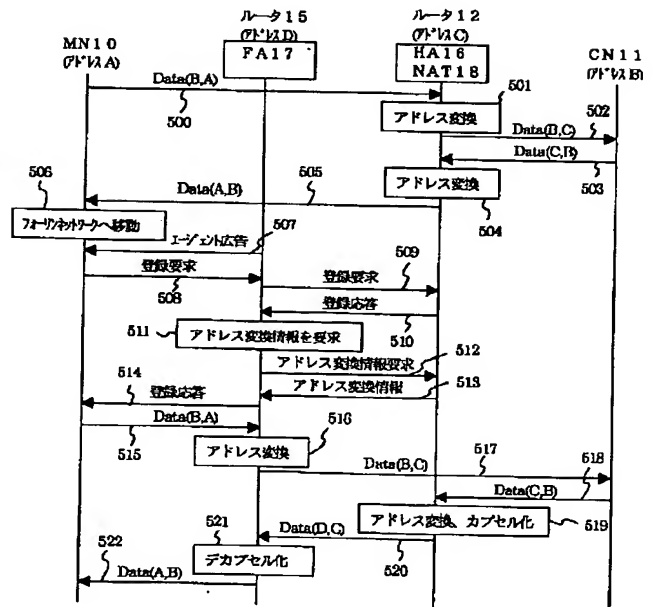 ルータ15
(アドレスD)
ルータ12
(アドレスC)
MN10
(アドレスA)
FA17
HA16
NAT18
CN11
(アドレスB)
Data(B,A)
500
501
アドレス変換
502
Data(B,C)
Data(C,B)
503
505
Data(A,B)
アドレス変換
504
506
フォーリンネットワークへ移動
507
エージェント広告
登録要求
508
509
登録要求
登録応答
510
511
アドレス変換情報を要求
アドレス変換情報要求
512
アドレス変換情報
513
514
登録応答
Data(B,A)
515
516
アドレス変換
517
Data(B,C)
518
Data(C,B)
アドレス変換、カプセル化
519
Data(D,C)
520
521
デカプセル化
522
Data(A,B)